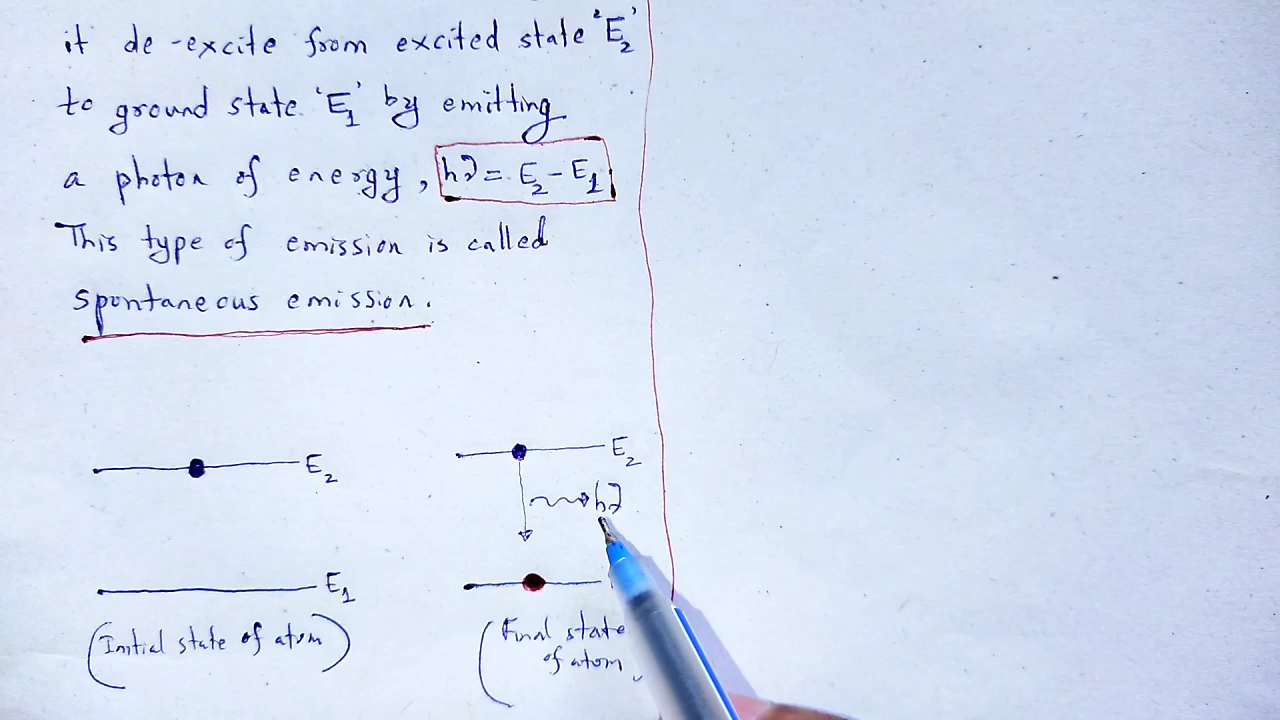 it de-excite from excited state 'E₂'
to ground state 'E₁' by emitting
a photon of energy, hν = E₂ - E₁
This type of emission is called
spontaneous emission.
E₂
E₂
hν
E₁
(Initial state of atom)
(Final state
of atom